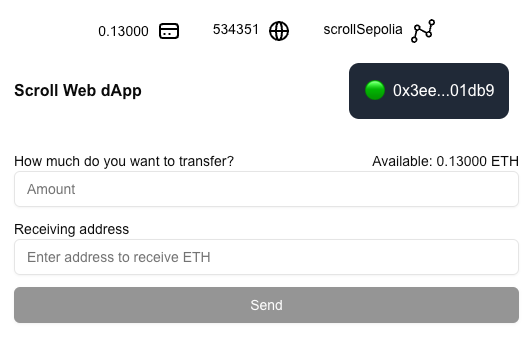 0.13000 534351 scrollSepolia
Scroll Web dApp 0x3ee...01db9
How much do you want to transfer? Available: 0.13000 ETH
Amount
Receiving address
Enter address to receive ETH
Send